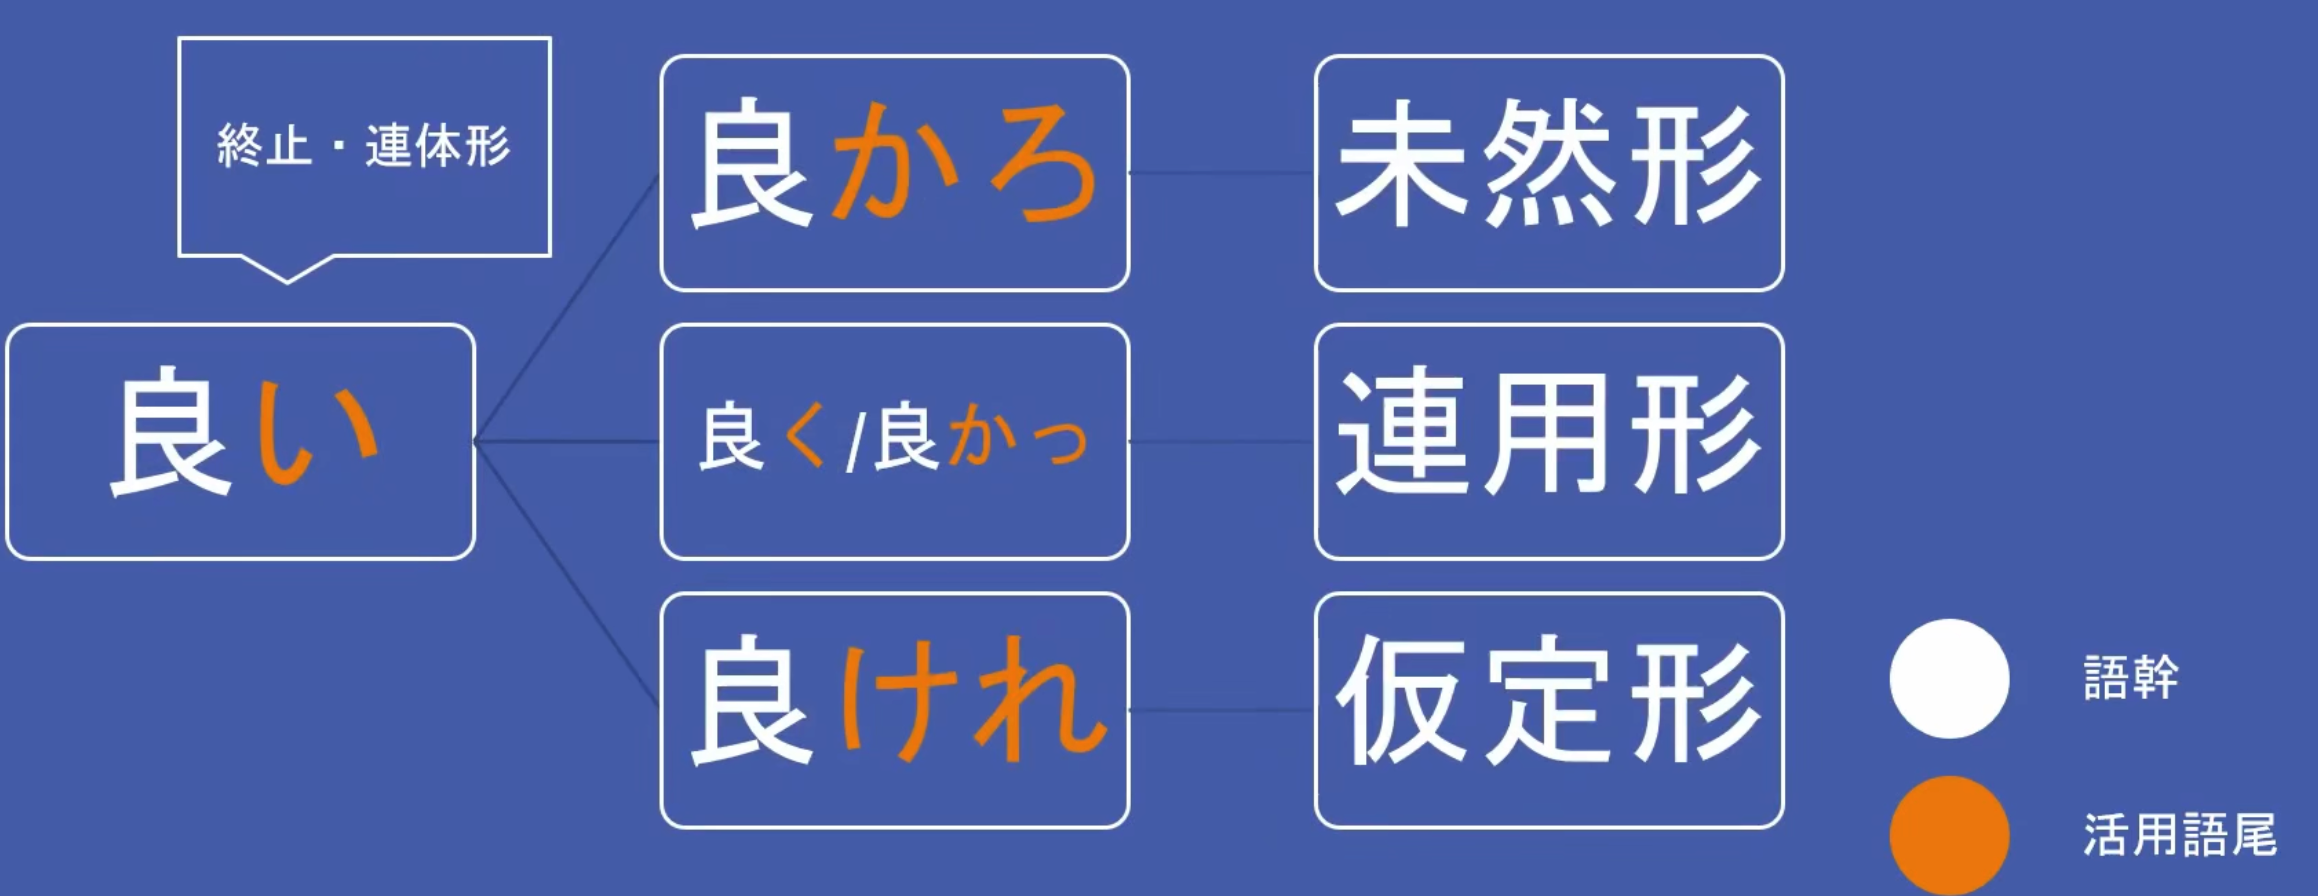 終止・連体形
良い
良かろ
未然形
良く/良かっ
連用形
良けれ
仮定形
語幹
活用語尾